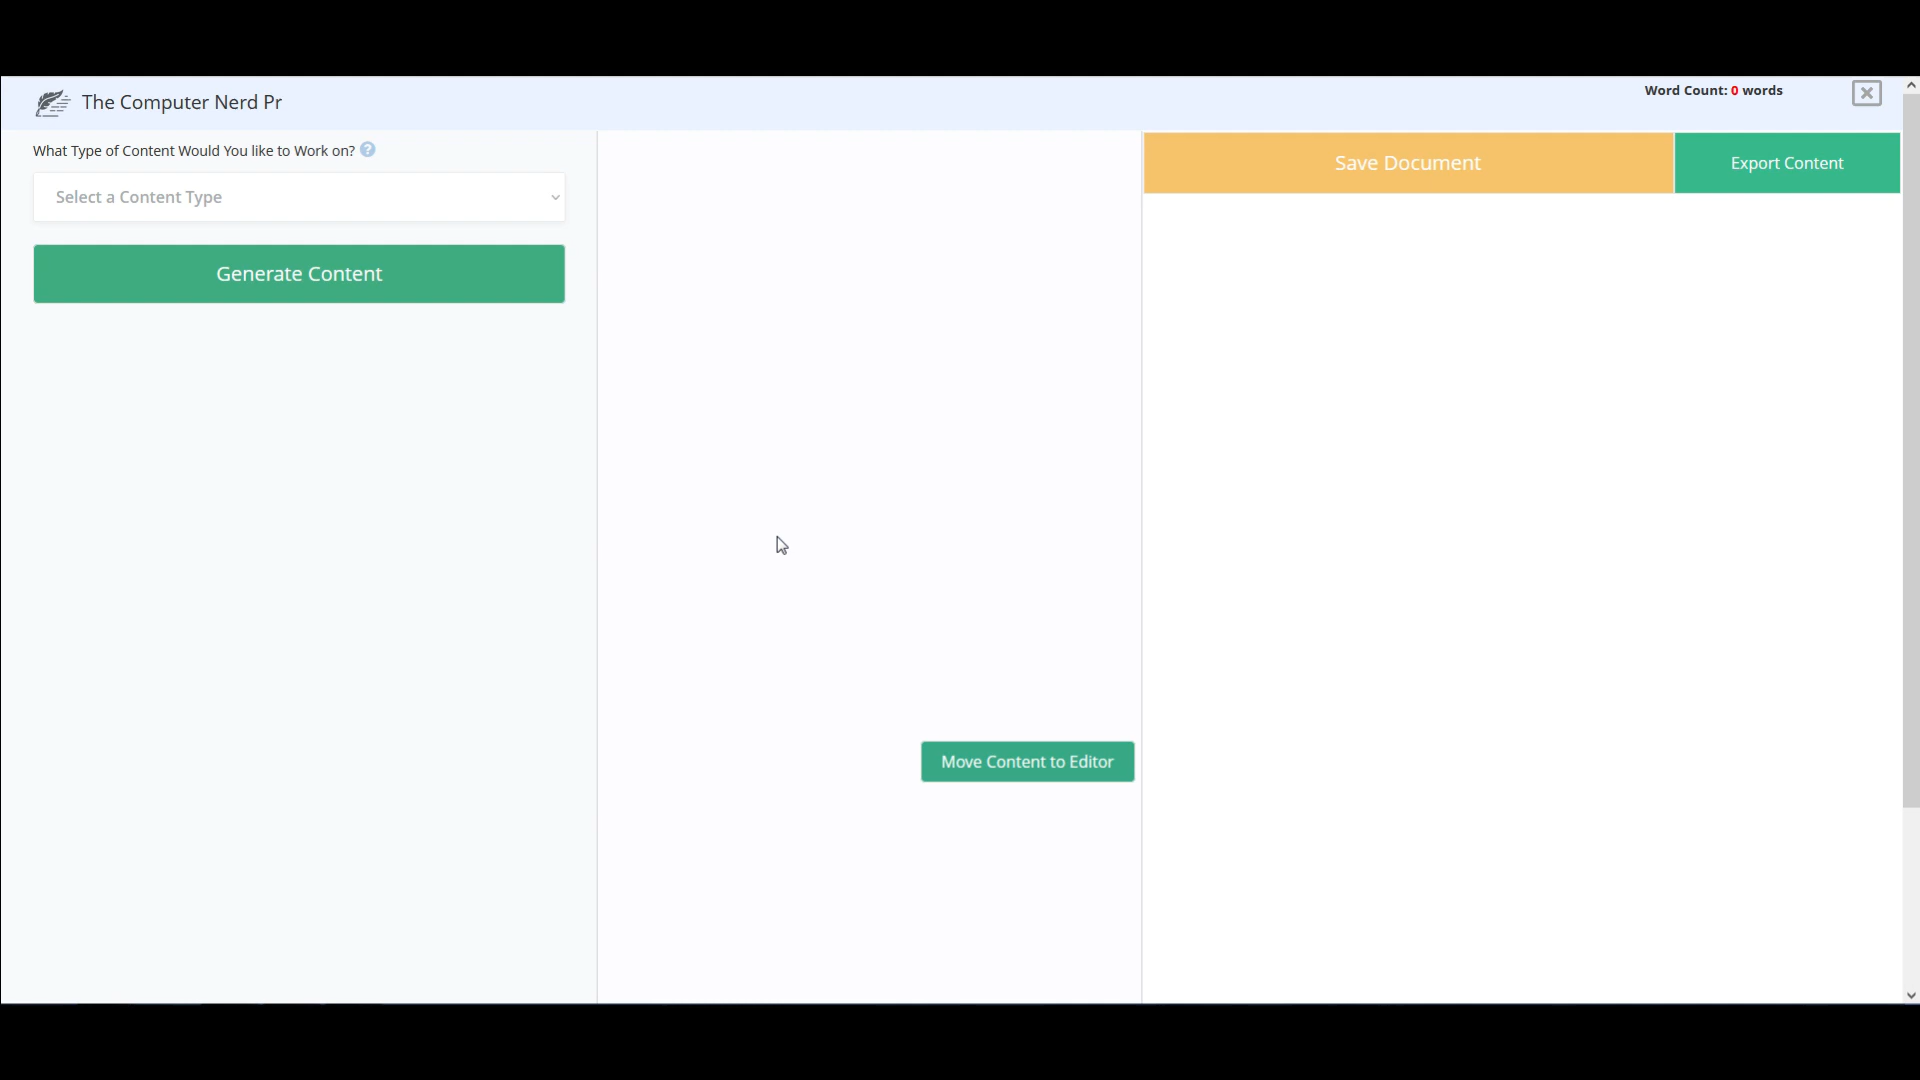 The Computer Nerd Pr
Word Count: 0 words
What Type of Content Would You like to Work on? ?
Select a Content Type
Generate Content
Save Document
Export Content
Move Content to Editor